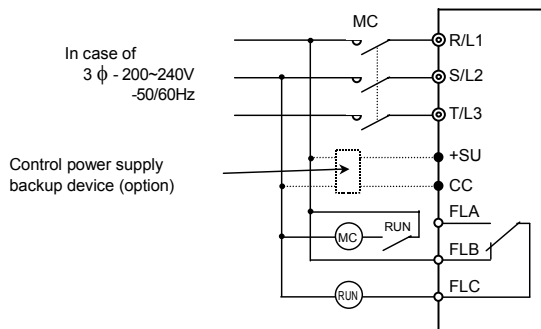 MC
In case of
3 ϕ - 200~240V
-50/60Hz
R/L1
S/L2
T/L3
Control power supply
backup device (option)
+SU
CC
FLA
RUN
MC
FLB
RUN
FLC